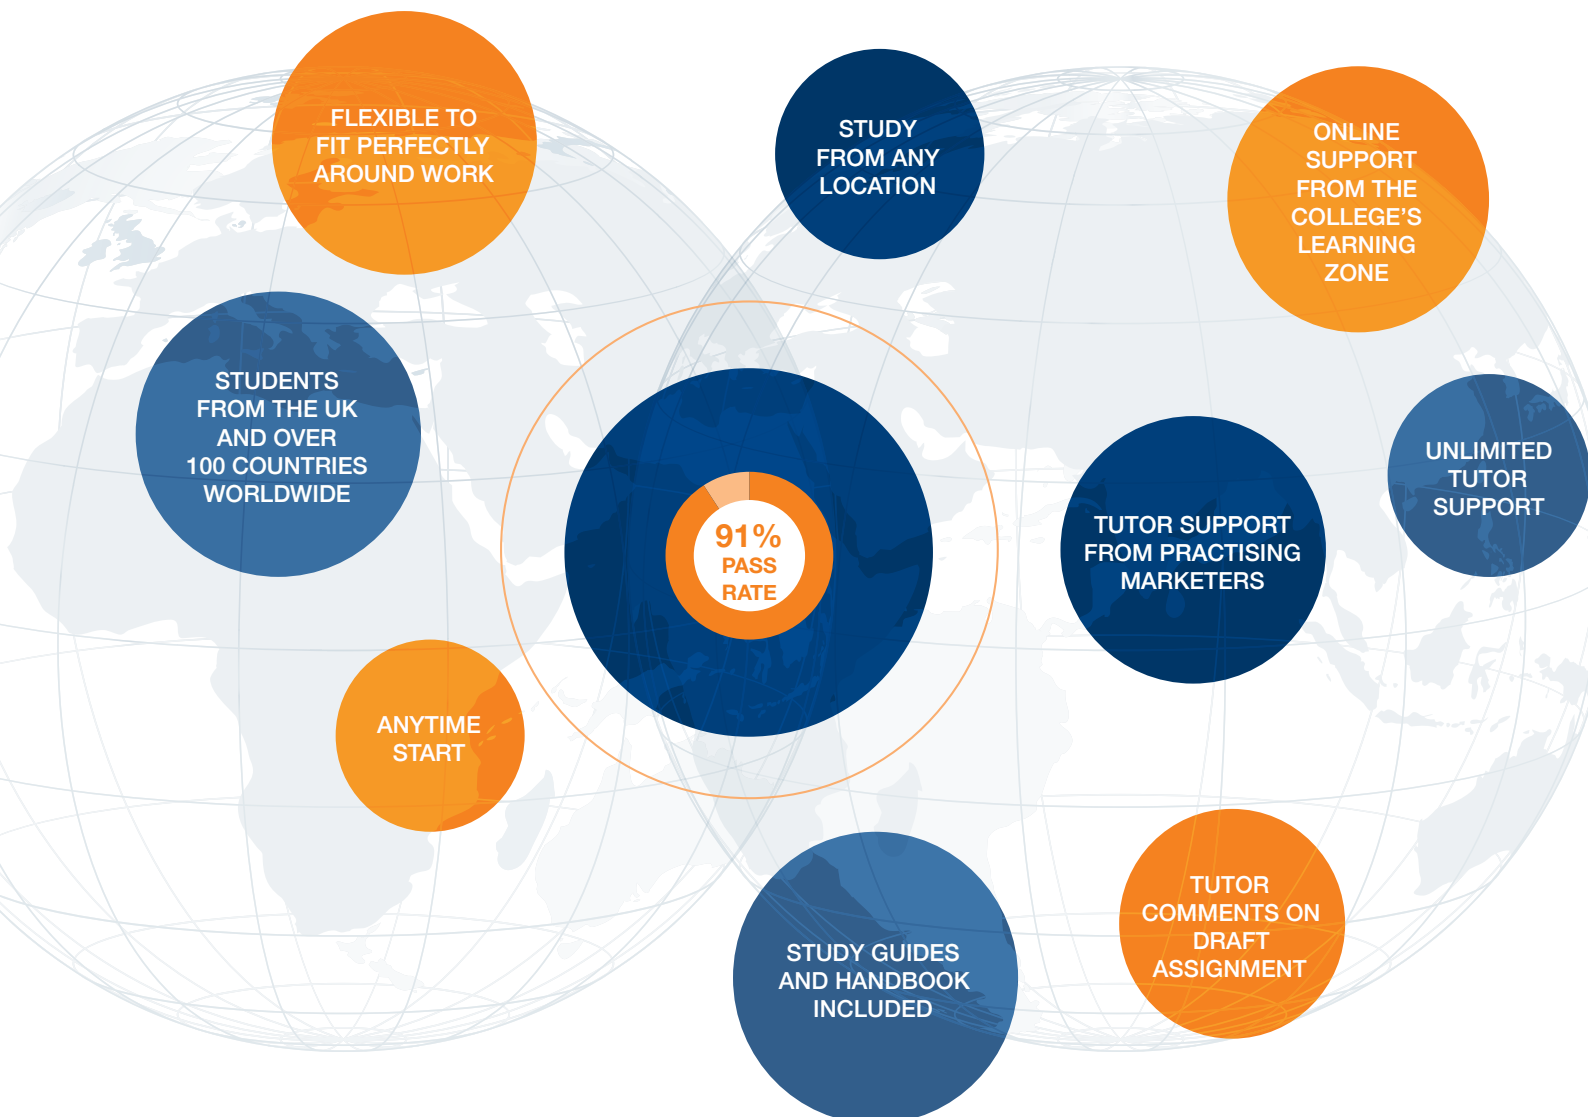 FLEXIBLE TO
FIT PERFECTLY
AROUND WORK
STUDY
FROM ANY
LOCATION
ONLINE
SUPPORT
FROM THE
COLLEGE’S
LEARNING
ZONE
STUDENTS
FROM THE UK
AND OVER
100 COUNTRIES
WORLDWIDE
91%
PASS
RATE
TUTOR SUPPORT
FROM PRACTISING
MARKETERS
UNLIMITED
TUTOR
SUPPORT
ANYTIME
START
STUDY GUIDES
AND HANDBOOK
INCLUDED
TUTOR
COMMENTS ON
DRAFT
ASSIGNMENT